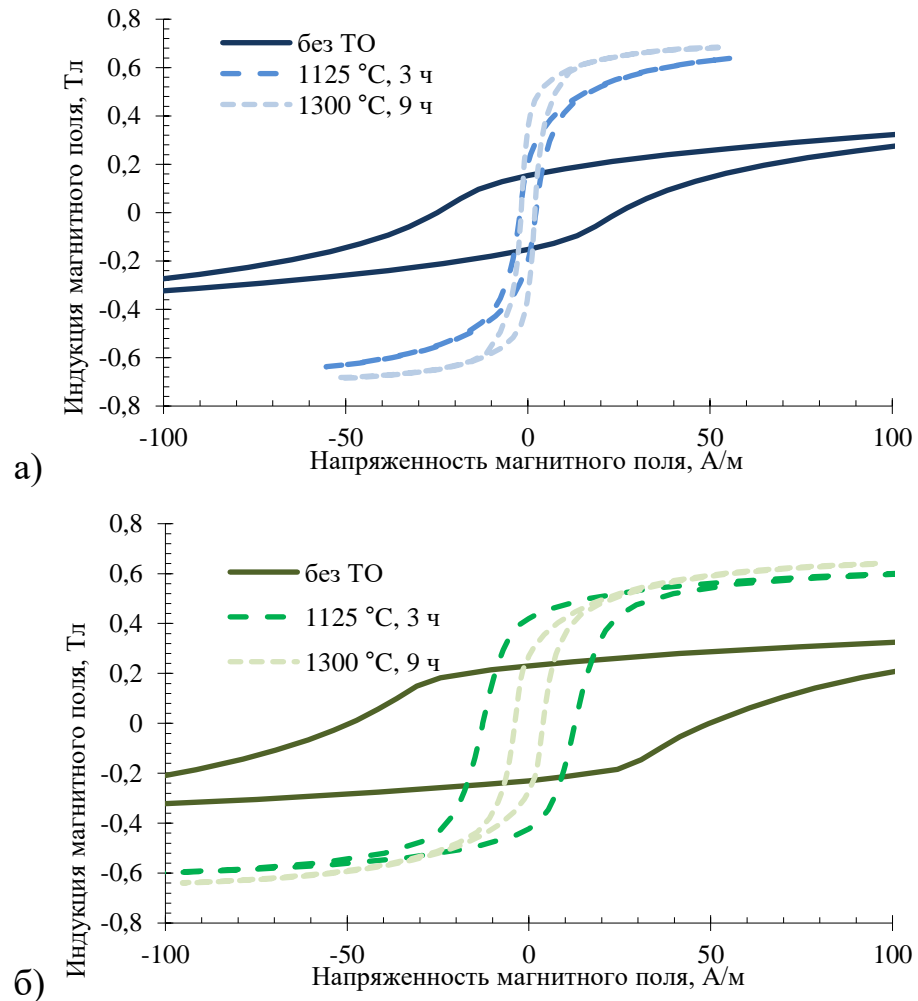 0,8
0,6
0,4
0,2
0
-0,2
-0,4
-0,6
-0,8
Индукция магнитного поля, Тл
без ТО
1125 °C, 3 ч
1300 °C, 9 ч
-100 -50 0 50 100
Напряженность магнитного поля, А/м
а)
0,8
0,6
0,4
0,2
0
-0,2
-0,4
-0,6
-0,8
Индукция магнитного поля, Тл
без ТО
1125 °C, 3 ч
1300 °C, 9 ч
-100 -50 0 50 100
Напряженность магнитного поля, А/м
б)